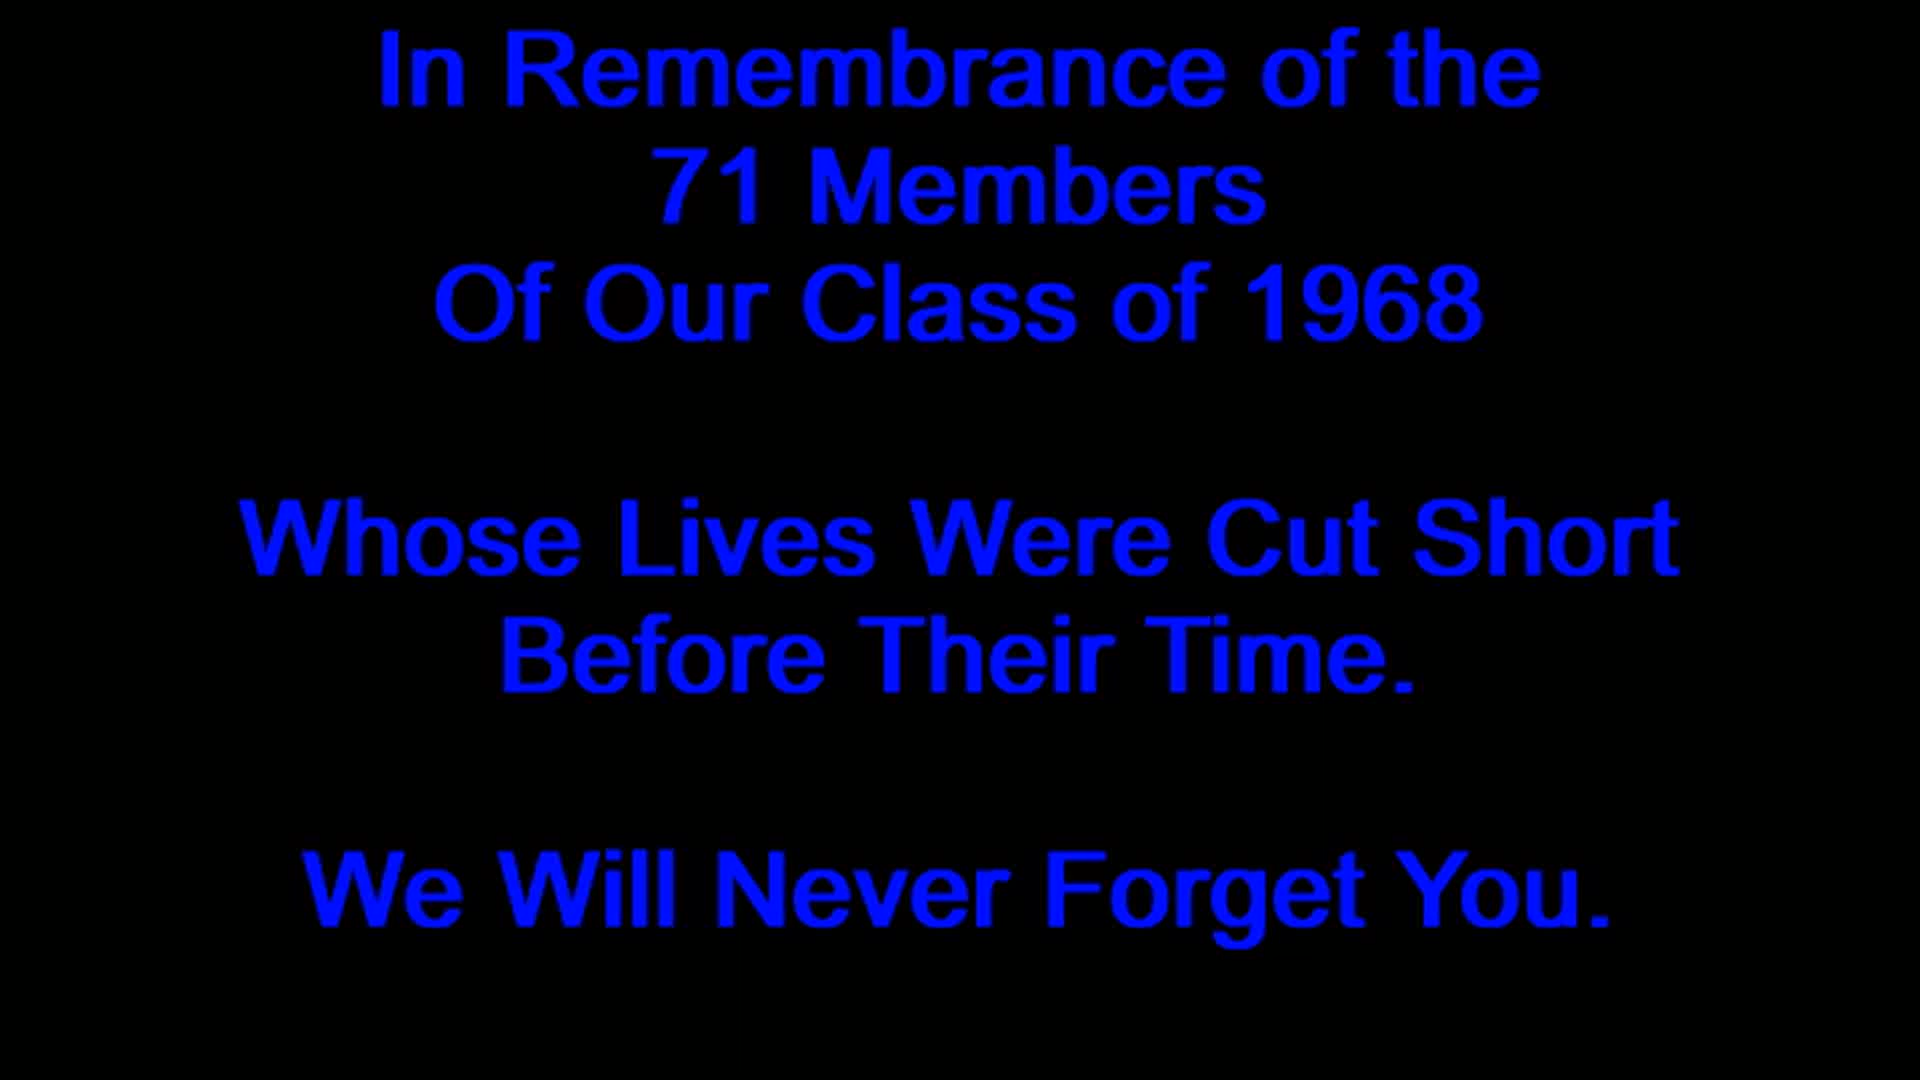 In Remembrance of the
71 Members
Of Our Class of 1968
Whose Lives Were Cut Short
Before Their Time.
We Will Never Forget You.